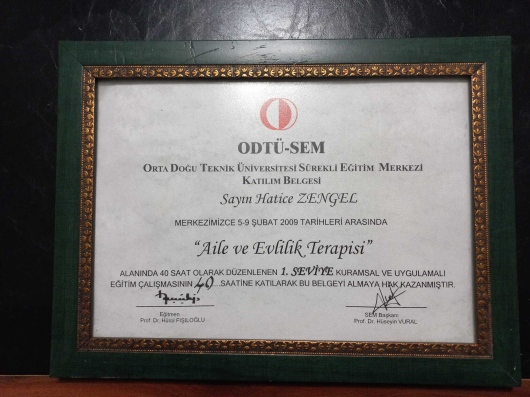 ODTÜ-SEM
ORTA DOĞU TEKNİK ÜNİVERSİTESİ SÜREKLİ EĞİTİM MERKEZİ
KATILIM BELGESİ
Sayın Hatice ZENGEL
MERKEZİMİZCE 5-9 ŞUBAT 2009 TARİHLERİ ARASINDA
"Aile ve Evlilik Terapisi"
ALANINDA 40 SAAT OLARAK DÜZENLENEN 1. SEVİYE KURAMSAL VE UYGULAMALI
EĞİTİM ÇALIŞMASININ 40...SAATİNE KATILARAK BU BELGEYİ ALMAYA HAK KAZANMIŞTIR.
Eğitmen
Prof. Dr. Hürol FIŞILOĞLU
SEM Başkanı
Prof. Dr. Hüseyin VURAL